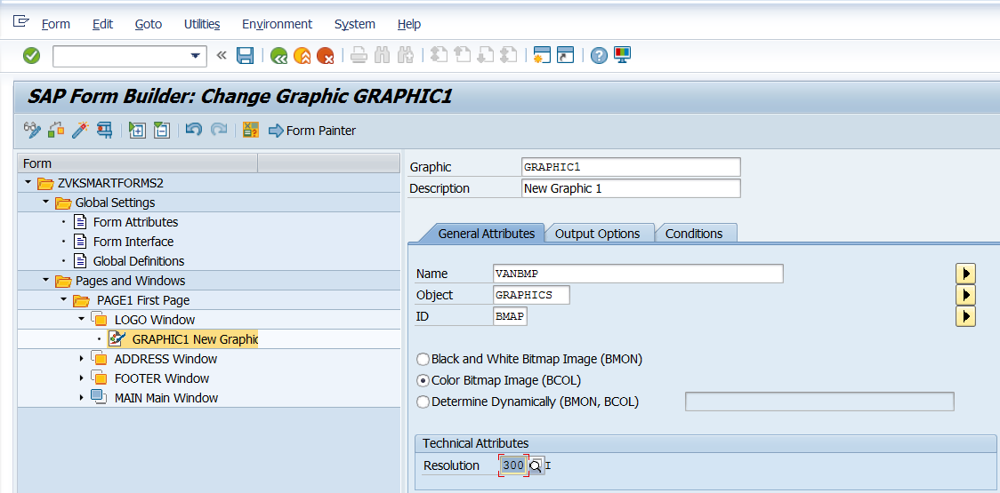 Form Edit Goto Utilities Environment System Help
SAP Form Builder: Change Graphic GRAPHIC1
Form Painter
Form
ZVKSMARTFORMS2
Global Settings
Form Attributes
Form Interface
Global Definitions
Pages and Windows
PAGE1 First Page
LOGO Window
GRAPHIC1 New Graphic
ADDRESS Window
FOOTER Window
MAIN Main Window
Graphic GRAPHIC1
Description New Graphic 1
General Attributes Output Options Conditions
Name VANBMP
Object GRAPHICS
ID BMAP
Black and White Bitmap Image (BMON)
Color Bitmap Image (BCOL)
Determine Dynamically (BMON, BCOL)
Technical Attributes
Resolution 300